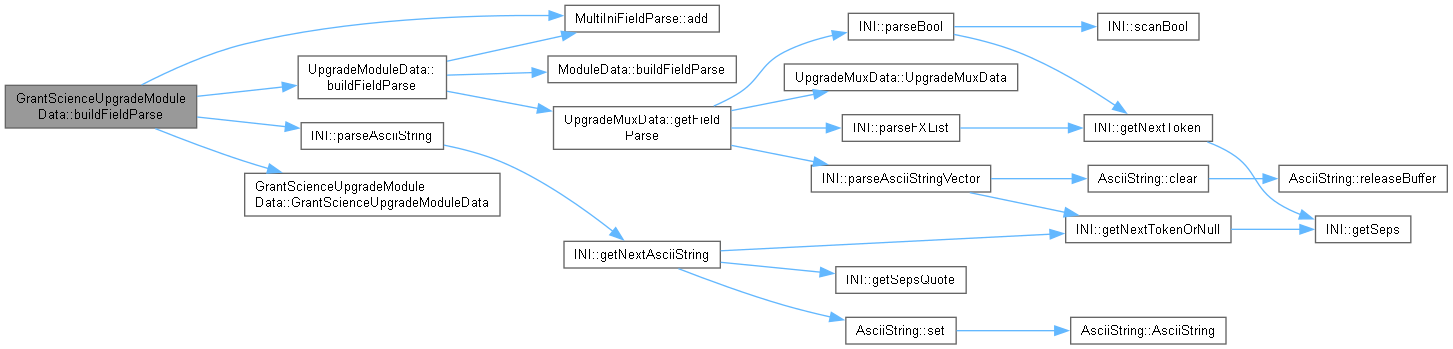 GrantScienceUpgradeModule
Data::buildFieldParse
MultiIniFieldParse::add
UpgradeModuleData::
buildFieldParse
INI::parseAsciiString
GrantScienceUpgradeModule
Data::GrantScienceUpgradeModuleData
ModuleData::buildFieldParse
UpgradeMuxData::getField
Parse
INI::getNextAsciiString
INI::parseBool
UpgradeMuxData::UpgradeMuxData
INI::parseFXList
INI::parseAsciiStringVector
INI::getSepsQuote
AsciiString::set
INI::scanBool
INI::getNextToken
AsciiString::clear
INI::getNextTokenOrNull
AsciiString::AsciiString
AsciiString::releaseBuffer
INI::getSeps